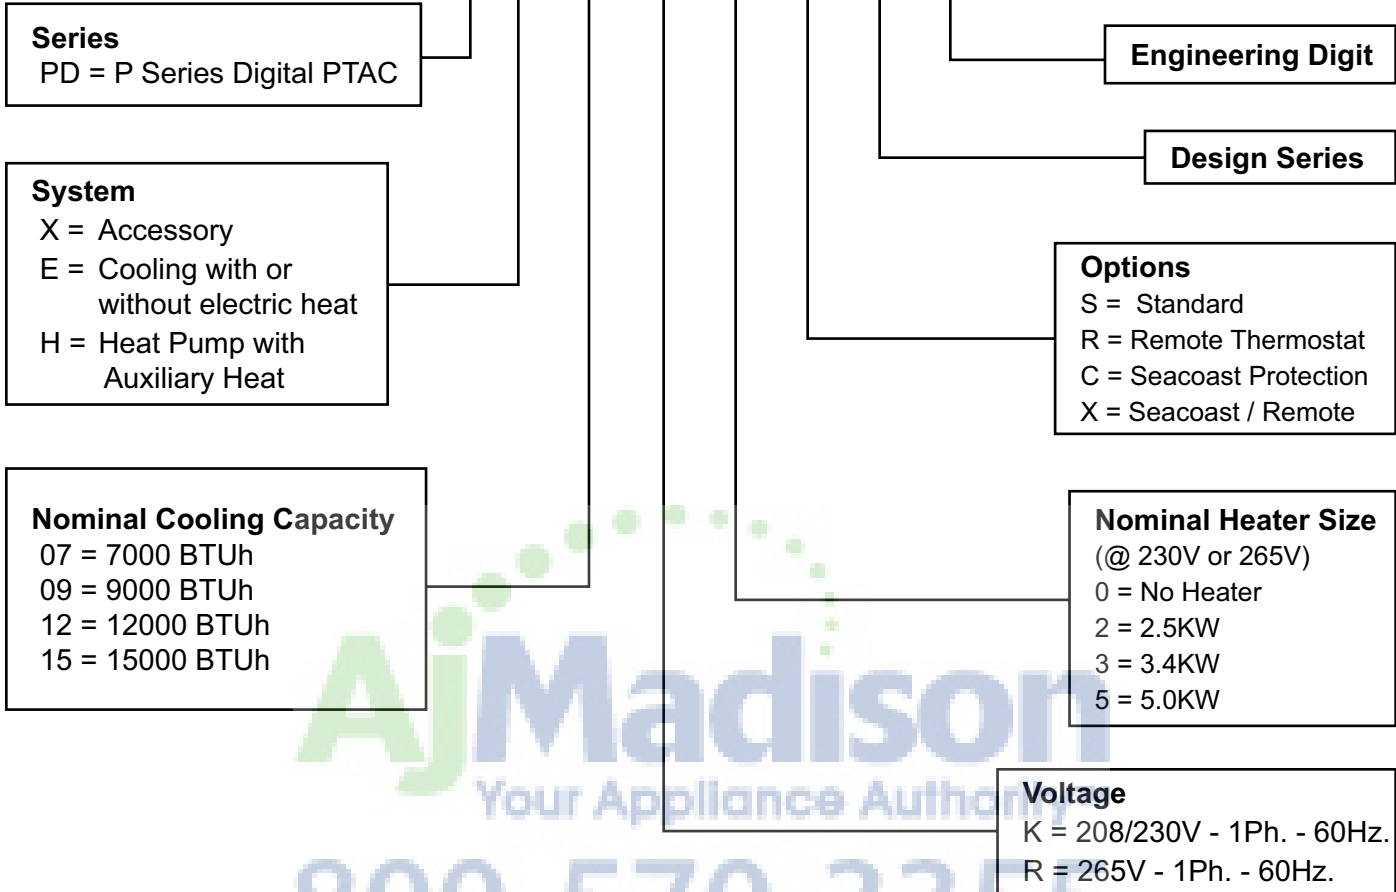 Series
PD = P Series Digital PTAC
Engineering Digit
Design Series
System
X = Accessory
E = Cooling with or
without electric heat
H = Heat Pump with
Auxiliary Heat
Options
S = Standard
R = Remote Thermostat
C = Seacoast Protection
X = Seacoast / Remote
Nominal Cooling Capacity
07 = 7000 BTUh
09 = 9000 BTUh
12 = 12000 BTUh
15 = 15000 BTUh
Nominal Heater Size
(@ 230V or 265V)
0 = No Heater
2 = 2.5KW
3 = 3.4KW
5 = 5.0KW
AjMadison
Your Appliance Authority
Voltage
K = 208/230V - 1Ph. - 60Hz.
R = 265V - 1Ph. - 60Hz.